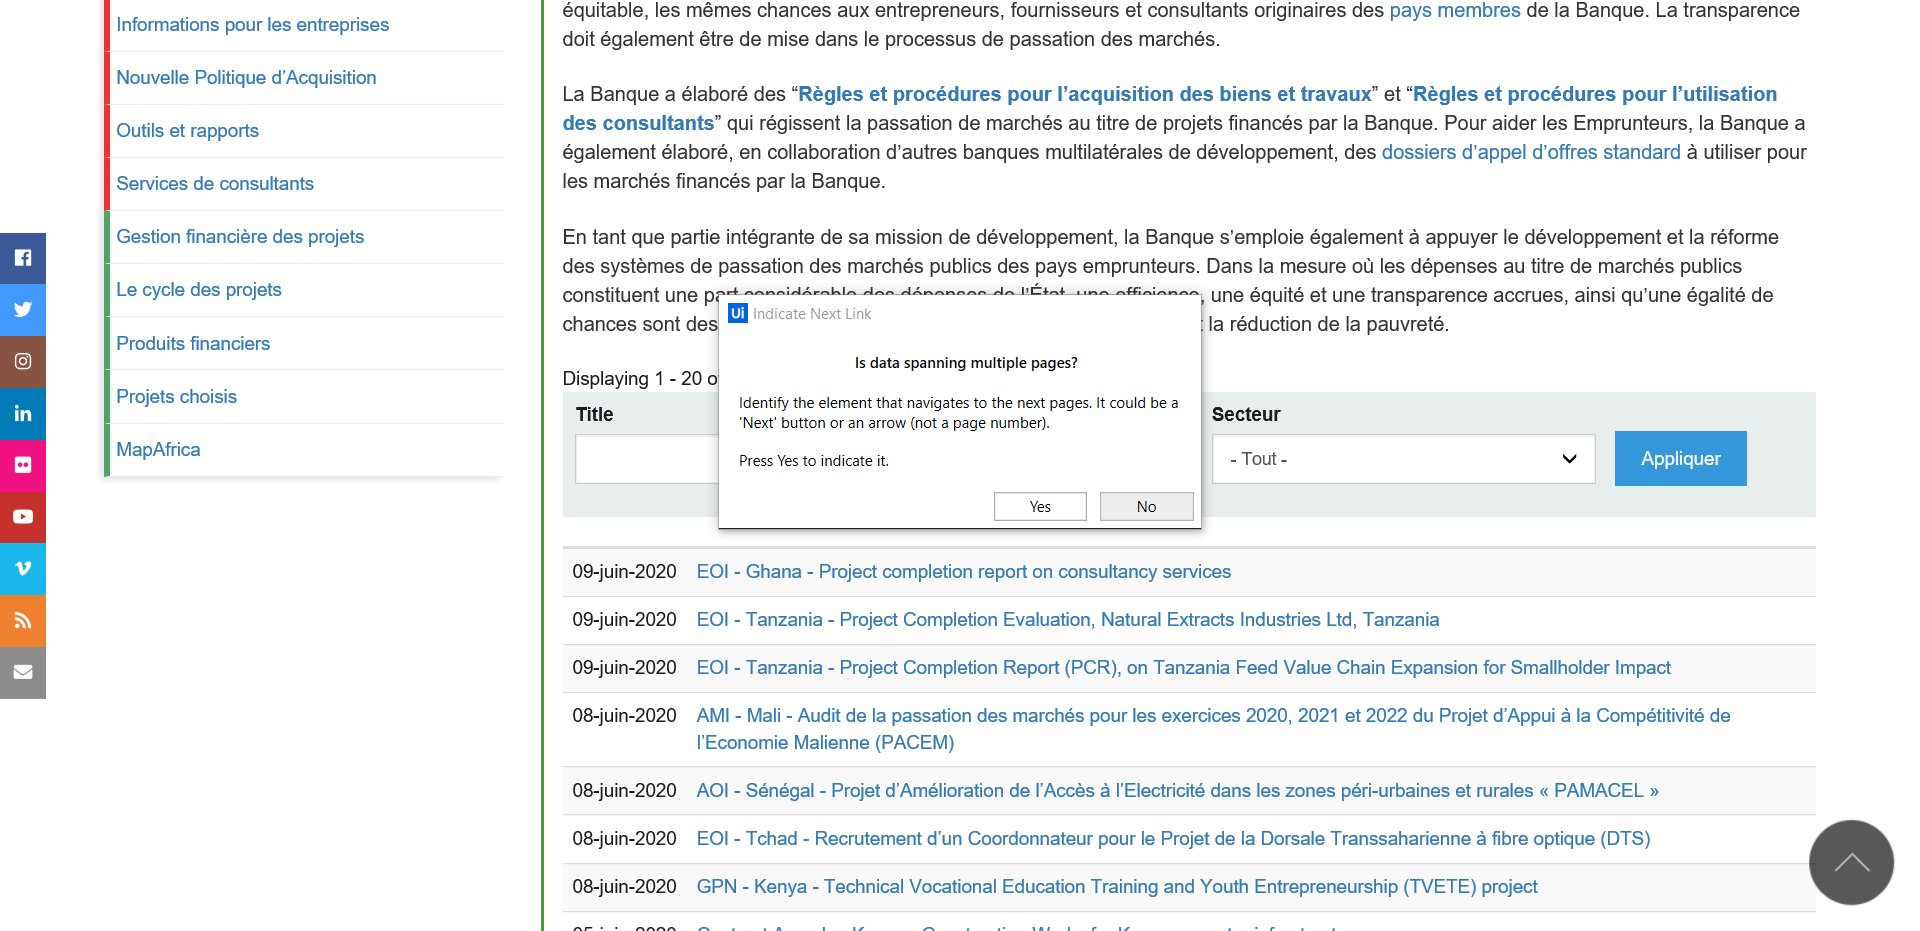 Informations pour les entreprises
Nouvelle Politique d’Acquisition
Outils et rapports
Services de consultants
Gestion financière des projets
Le cycle des projets
Produits financiers
Projets choisis
MapAfrica
équitable, les mêmes chances aux entrepreneurs, fournisseurs et consultants originaires des pays membres de la Banque. La transparence
doit également être de mise dans le processus de passation des marchés.
La Banque a élaboré des “Règles et procédures pour l’acquisition des biens et travaux” et “Règles et procédures pour l’utilisation
des consultants” qui régissent la passation de marchés au titre de projets financés par la Banque. Pour aider les Emprunteurs, la Banque a
également élaboré, en collaboration d’autres banques multilatérales de développement, des dossiers d’appel d’offres standard à utiliser pour
les marchés financés par la Banque.
En tant que partie intégrante de sa mission de développement, la Banque s’emploie également à appuyer le développement et la réforme
des systèmes de passation des marchés publics des pays emprunteurs. Dans la mesure où les dépenses au titre de marchés publics
constituent une part considérable des dépenses de l’État, une efficience, une équité et une transparence accrues, ainsi qu’une égalité de
chances sont des la réduction de la pauvreté.
Ui Indicate Next Link
Is data spanning multiple pages?
Identify the element that navigates to the next pages. It could be a
'Next' button or an arrow (not a page number).
Press Yes to indicate it.
Yes No
Displaying 1 - 20
Title Secteur
- Tout - Appliquer
09-juin-2020 EOI - Ghana - Project completion report on consultancy services
09-juin-2020 EOI - Tanzania - Project Completion Evaluation, Natural Extracts Industries Ltd, Tanzania
09-juin-2020 EOI - Tanzania - Project Completion Report (PCR), on Tanzania Feed Value Chain Expansion for Smallholder Impact
08-juin-2020 AMI - Mali - Audit de la passation des marchés pour les exercices 2020, 2021 et 2022 du Projet d’Appui à la Compétitivité de
l’Economie Malienne (PACEM)
08-juin-2020 AOI - Sénégal - Projet d’Amélioration de l’Accès à l’Electricité dans les zones péri-urbaines et rurales « PAMACEL »
08-juin-2020 EOI - Tchad - Recrutement d’un Coordonnateur pour le Projet de la Dorsale Transsaharienne à fibre optique (DTS)
08-juin-2020 GPN - Kenya - Technical Vocational Education Training and Youth Entrepreneurship (TVETE) project